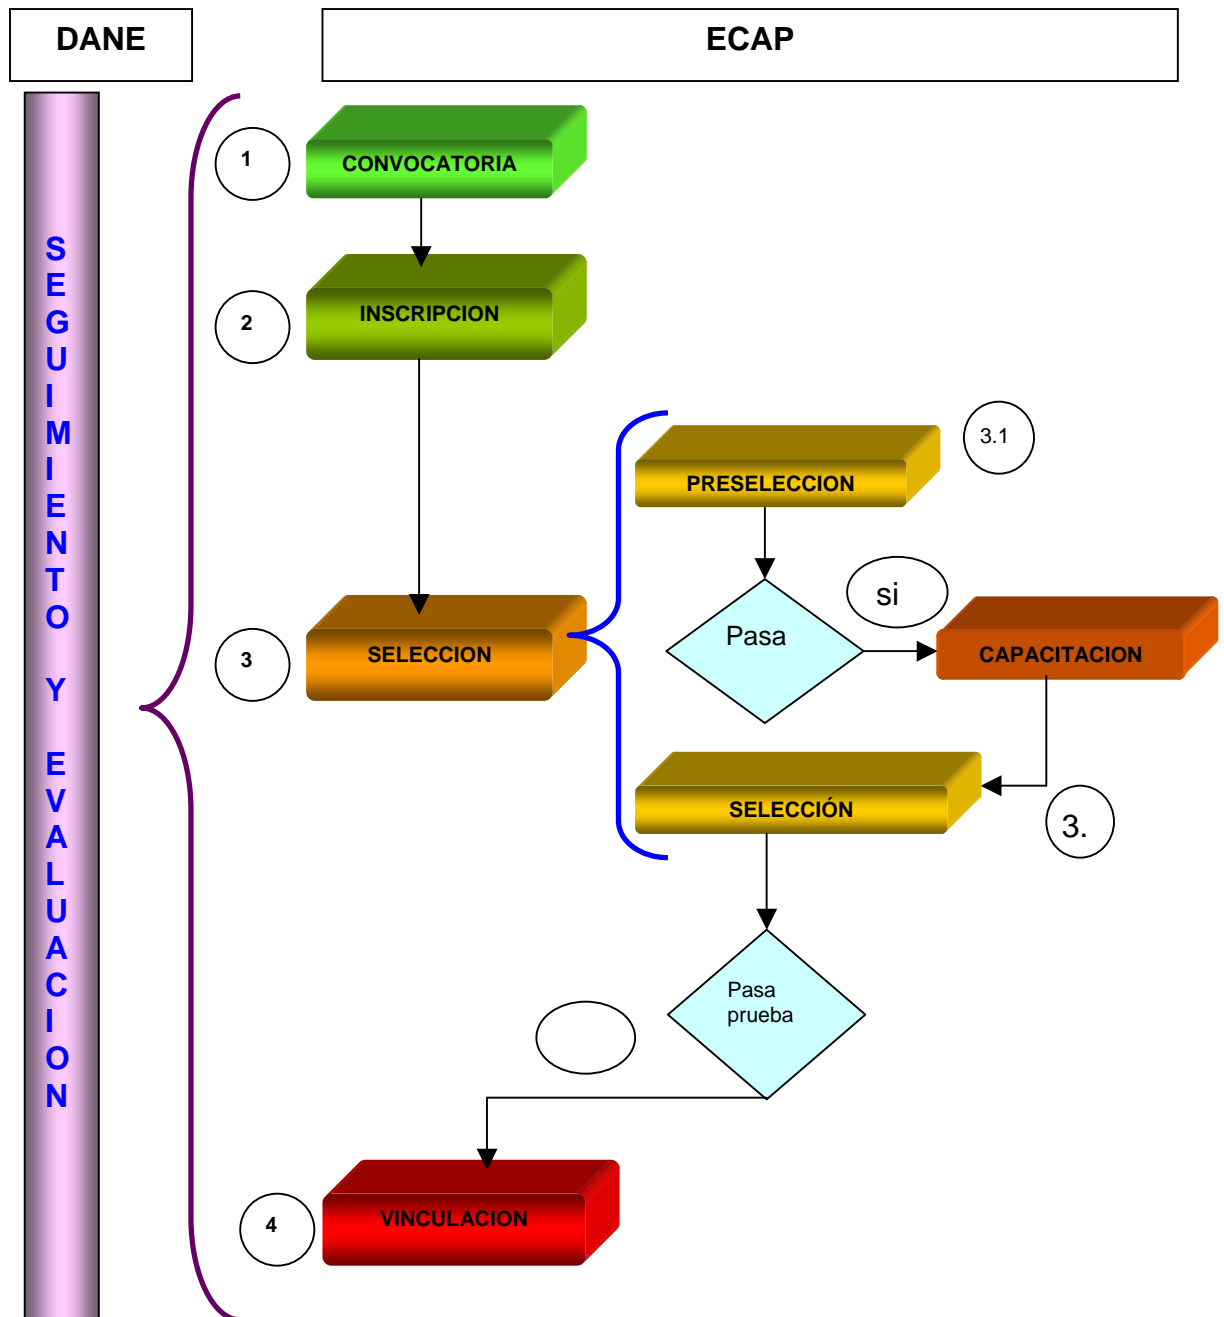 DANE
ECAP
SEGUIMIENTO Y EVALUACION
1
CONVOCATORIA
2
INSCRIPCION
3.1
PRESELECCION
si
Pasa
3
SELECCION
CAPACITACION
SELECCIÓN
3.
Pasa
prueba
4
VINCULACION